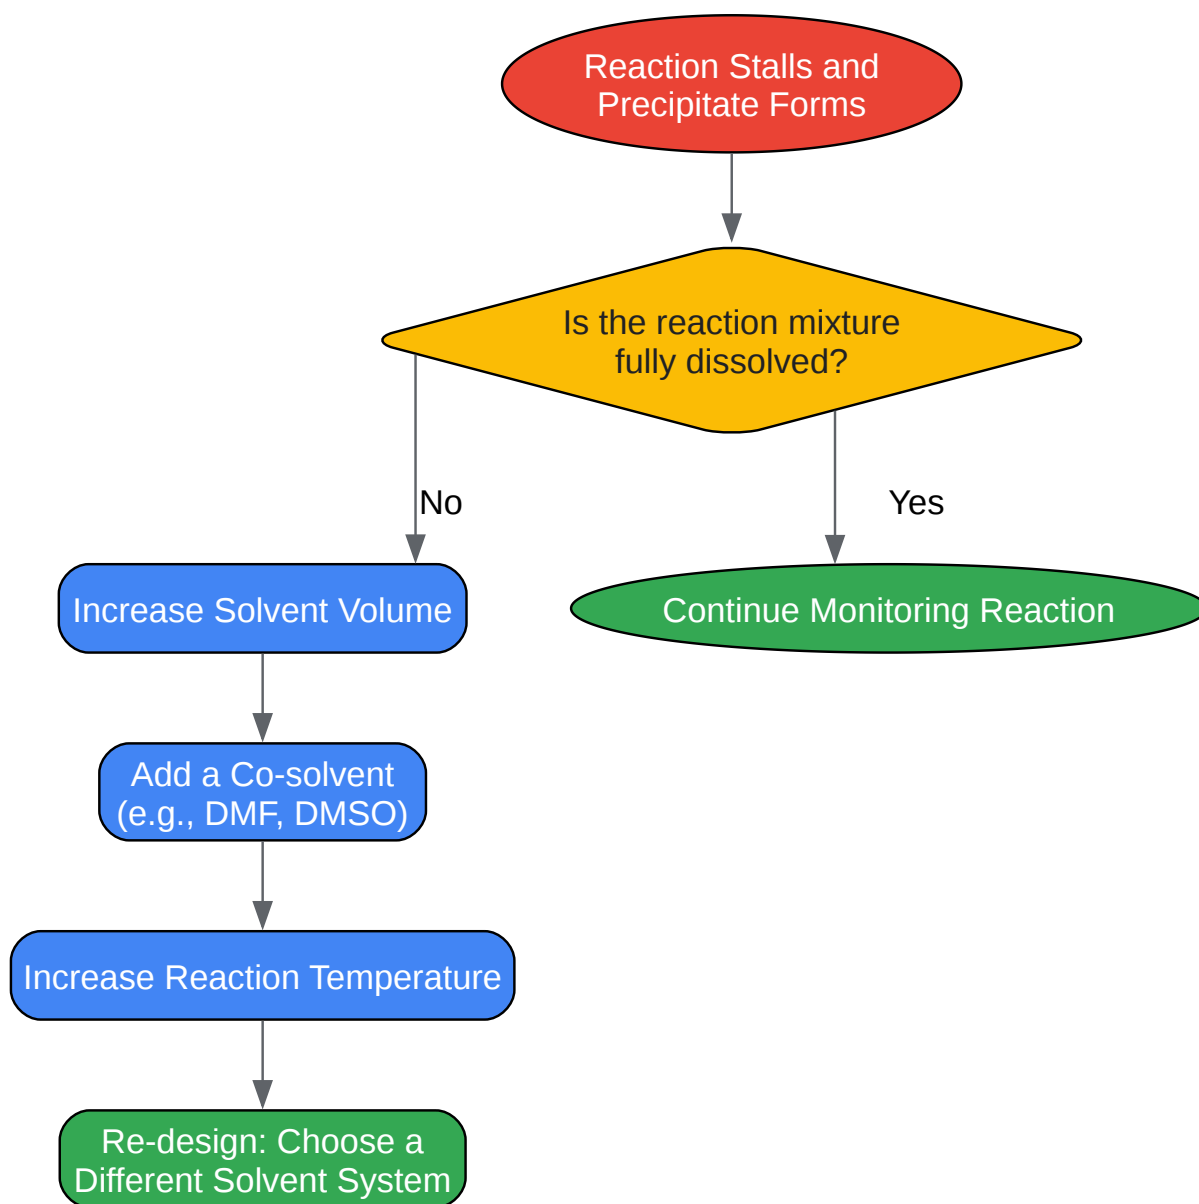 Reaction Stalls and
Precipitate Forms
Is the reaction mixture
fully dissolved?
No
Yes
Increase Solvent Volume
Continue Monitoring Reaction
Add a Co-solvent
(e.g., DMF, DMSO)
Increase Reaction Temperature
Re-design: Choose a
Different Solvent System